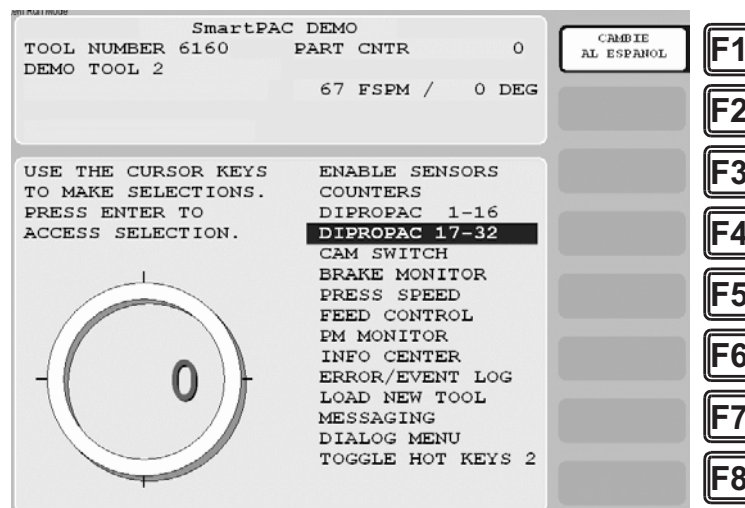 SmartPAC DEMO
TOOL NUMBER 6160 PART CNTR 0
DEMO TOOL 2
67 FSPM / 0 DEG
CAMBIE
AL ESPANOL
F1
F2
F3
F4
F5
F6
F7
F8
USE THE CURSOR KEYS
TO MAKE SELECTIONS.
PRESS ENTER TO
ACCESS SELECTION.
ENABLE SENSORS
COUNTERS
DIPROPAC 1-16
DIPROPAC 17-32
CAM SWITCH
BRAKE MONITOR
PRESS SPEED
FEED CONTROL
PM MONITOR
INFO CENTER
ERROR/EVENT LOG
LOAD NEW TOOL
MESSAGING
DIALOG MENU
TOGGLE HOT KEYS 2
0